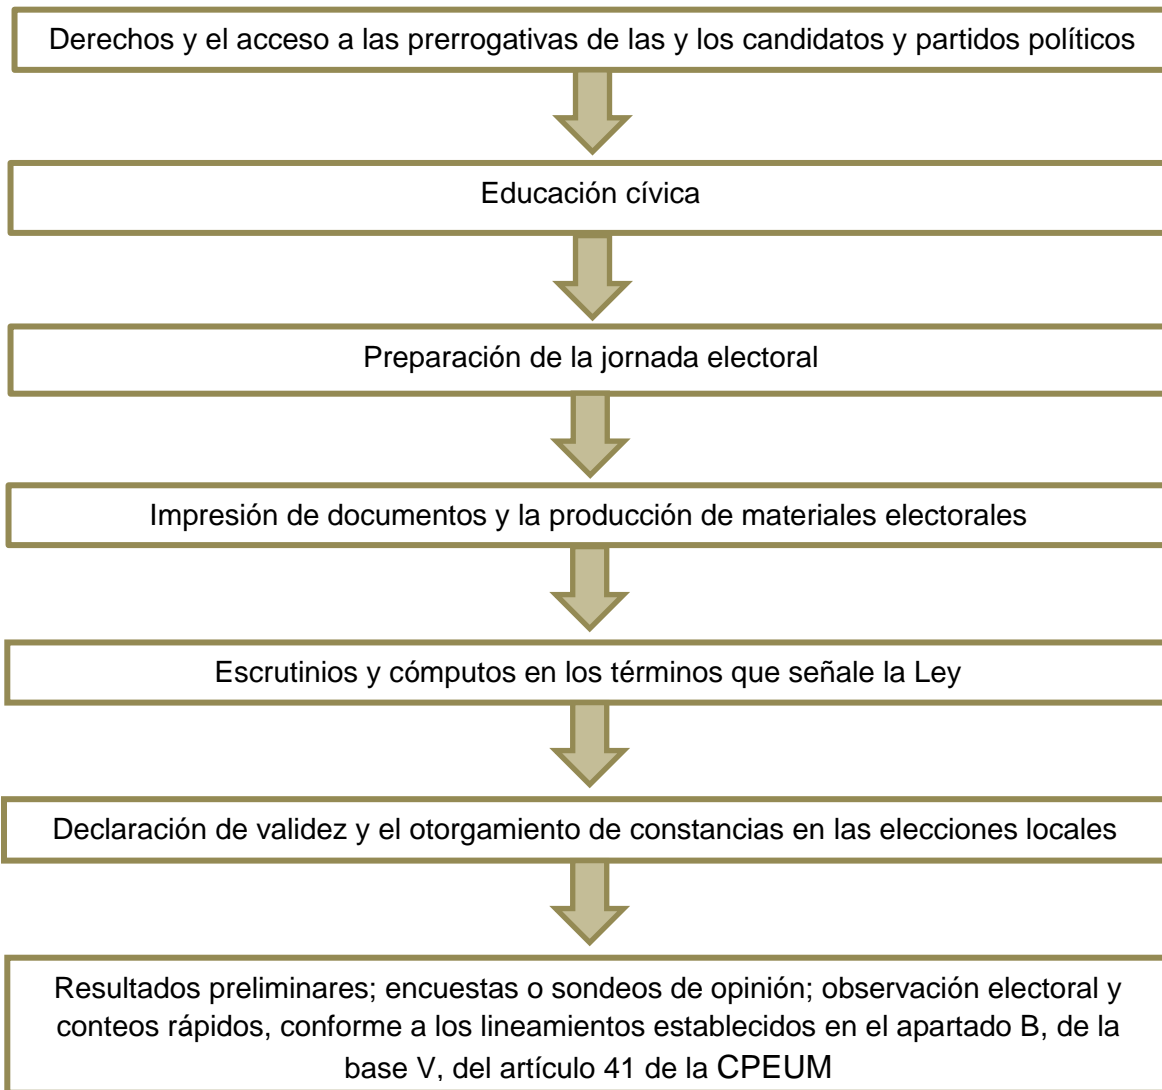 Derechos y el acceso a las prerrogativas de las y los candidatos y partidos políticos
Educación cívica
Preparación de la jornada electoral
Impresión de documentos y la producción de materiales electorales
Escrutinios y cómputos en los términos que señale la Ley
Declaración de validez y el otorgamiento de constancias en las elecciones locales
Resultados preliminares; encuestas o sondeos de opinión; observación electoral y
conteos rápidos, conforme a los lineamientos establecidos en el apartado B, de la
base V, del artículo 41 de la CPEUM